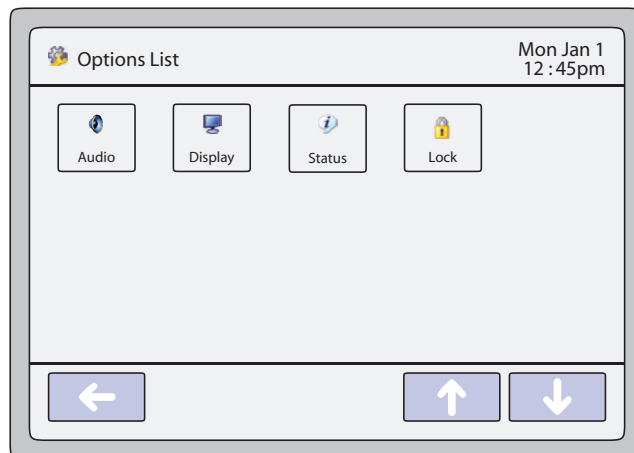 Options List
Mon Jan 1
12 :45pm
Audio
Display
Status
Lock